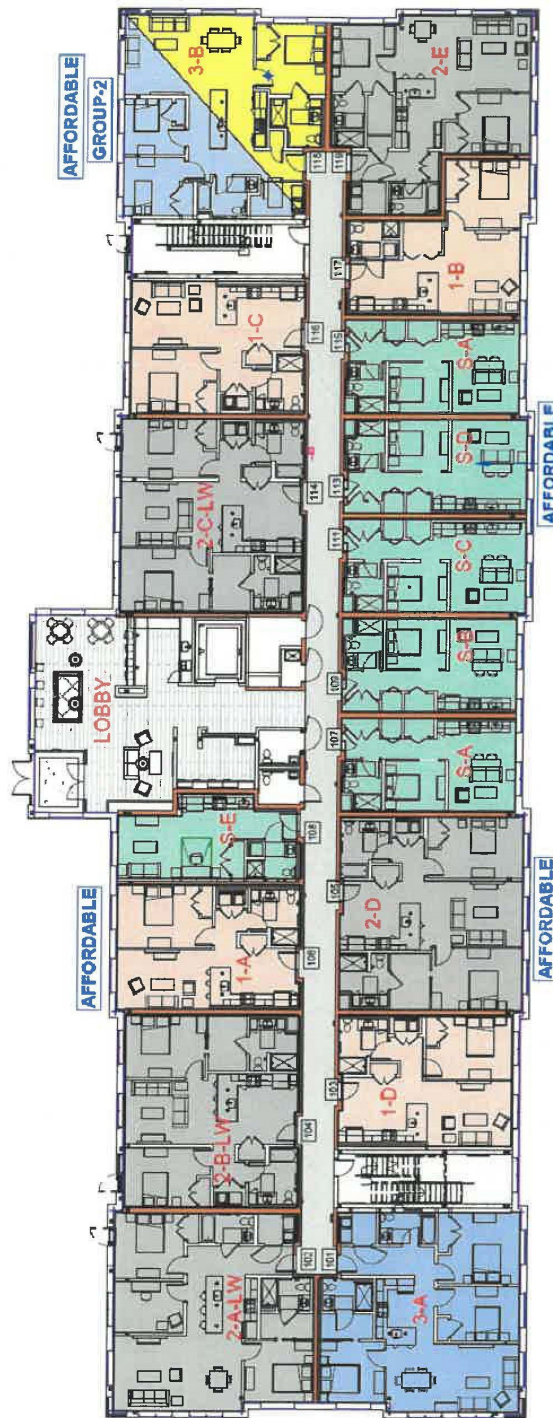 AFFORDABLE
AFFORDABLE
GROUP-2
LOBBY
2-A-LW
2-B-LW
1-A
S-E
2-C-LW
1-C
3-B
102
104
106
108
114
116
118
101
103
105
107
109
111
113
115
117
119
3-A
1-D
2-D
S-A
S-B
S-C
S-D
S-A
1-B
2-E
AFFORDABLE
AFFORDABLE